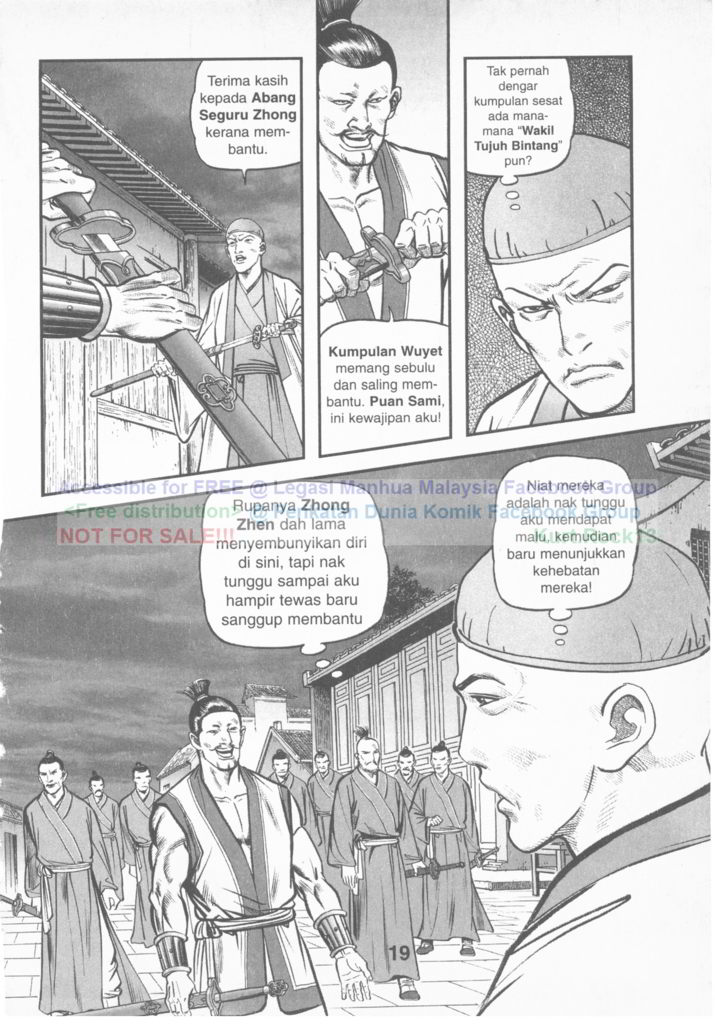 Terima kasih
kepada Abang
Seguru Zhong
kerana mem-
bantu.
Kumpulan Wuyet
memang sebulu
dan saling mem-
bantu. Puan Sami,
ini kewajipan aku!
Tak pernah
dengar
kumpulan sesat
ada mana-
mana "Wakil
Tujuh Bintang"
pun?
Accessible for FREE @ Legasi Manhua Malaysia Facebook Group
<Free distribution> @ Perikatan Dunia Komik Facebook Group
NOT FOR SALE!!!
Rupanya Zhong
Zhen dah lama
menyembunyikan diri
di sini, tapi nak
tunggu sampai aku
hampir tewas baru
sanggup membantu
Niat mereka
adalah nak tunggu
aku mendapat
malu, kemudian
baru menunjukkan
kehebatan
mereka!
19